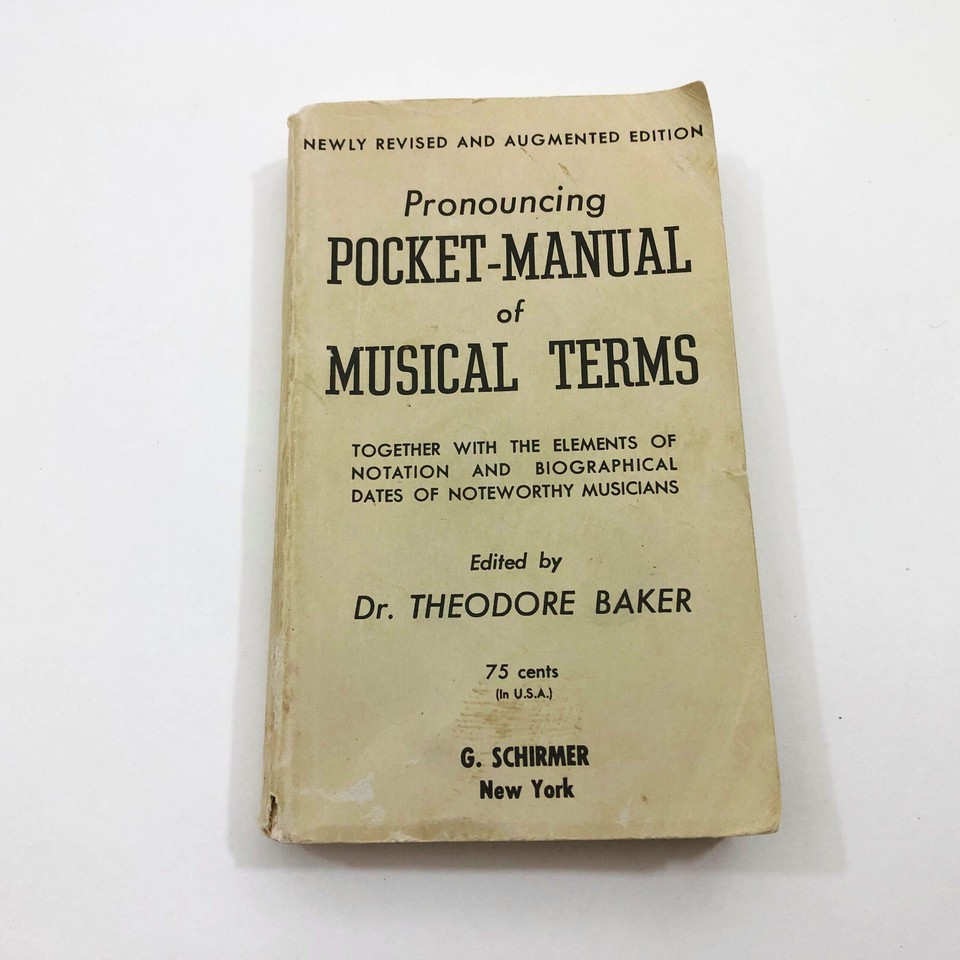 NEWLY REVISED AND AUGMENTED EDITION
Pronouncing
POCKET-MANUAL
of
MUSICAL TERMS
TOGETHER WITH THE ELEMENTS OF
NOTATION AND BIOGRAPHICAL
DATES OF NOTEWORTHY MUSICIANS
Edited by
Dr. THEODORE BAKER
75 cents
(In U.S.A.)
G. SCHIRMER
New York